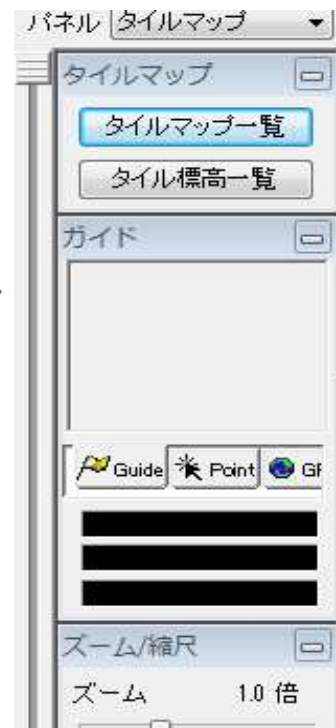 パネル タイルマップ
タイルマップ
タイルマップ一覧
タイル標高一覧
ガイド
Guide Point
ズーム/縮尺
ズーム 1.0 倍